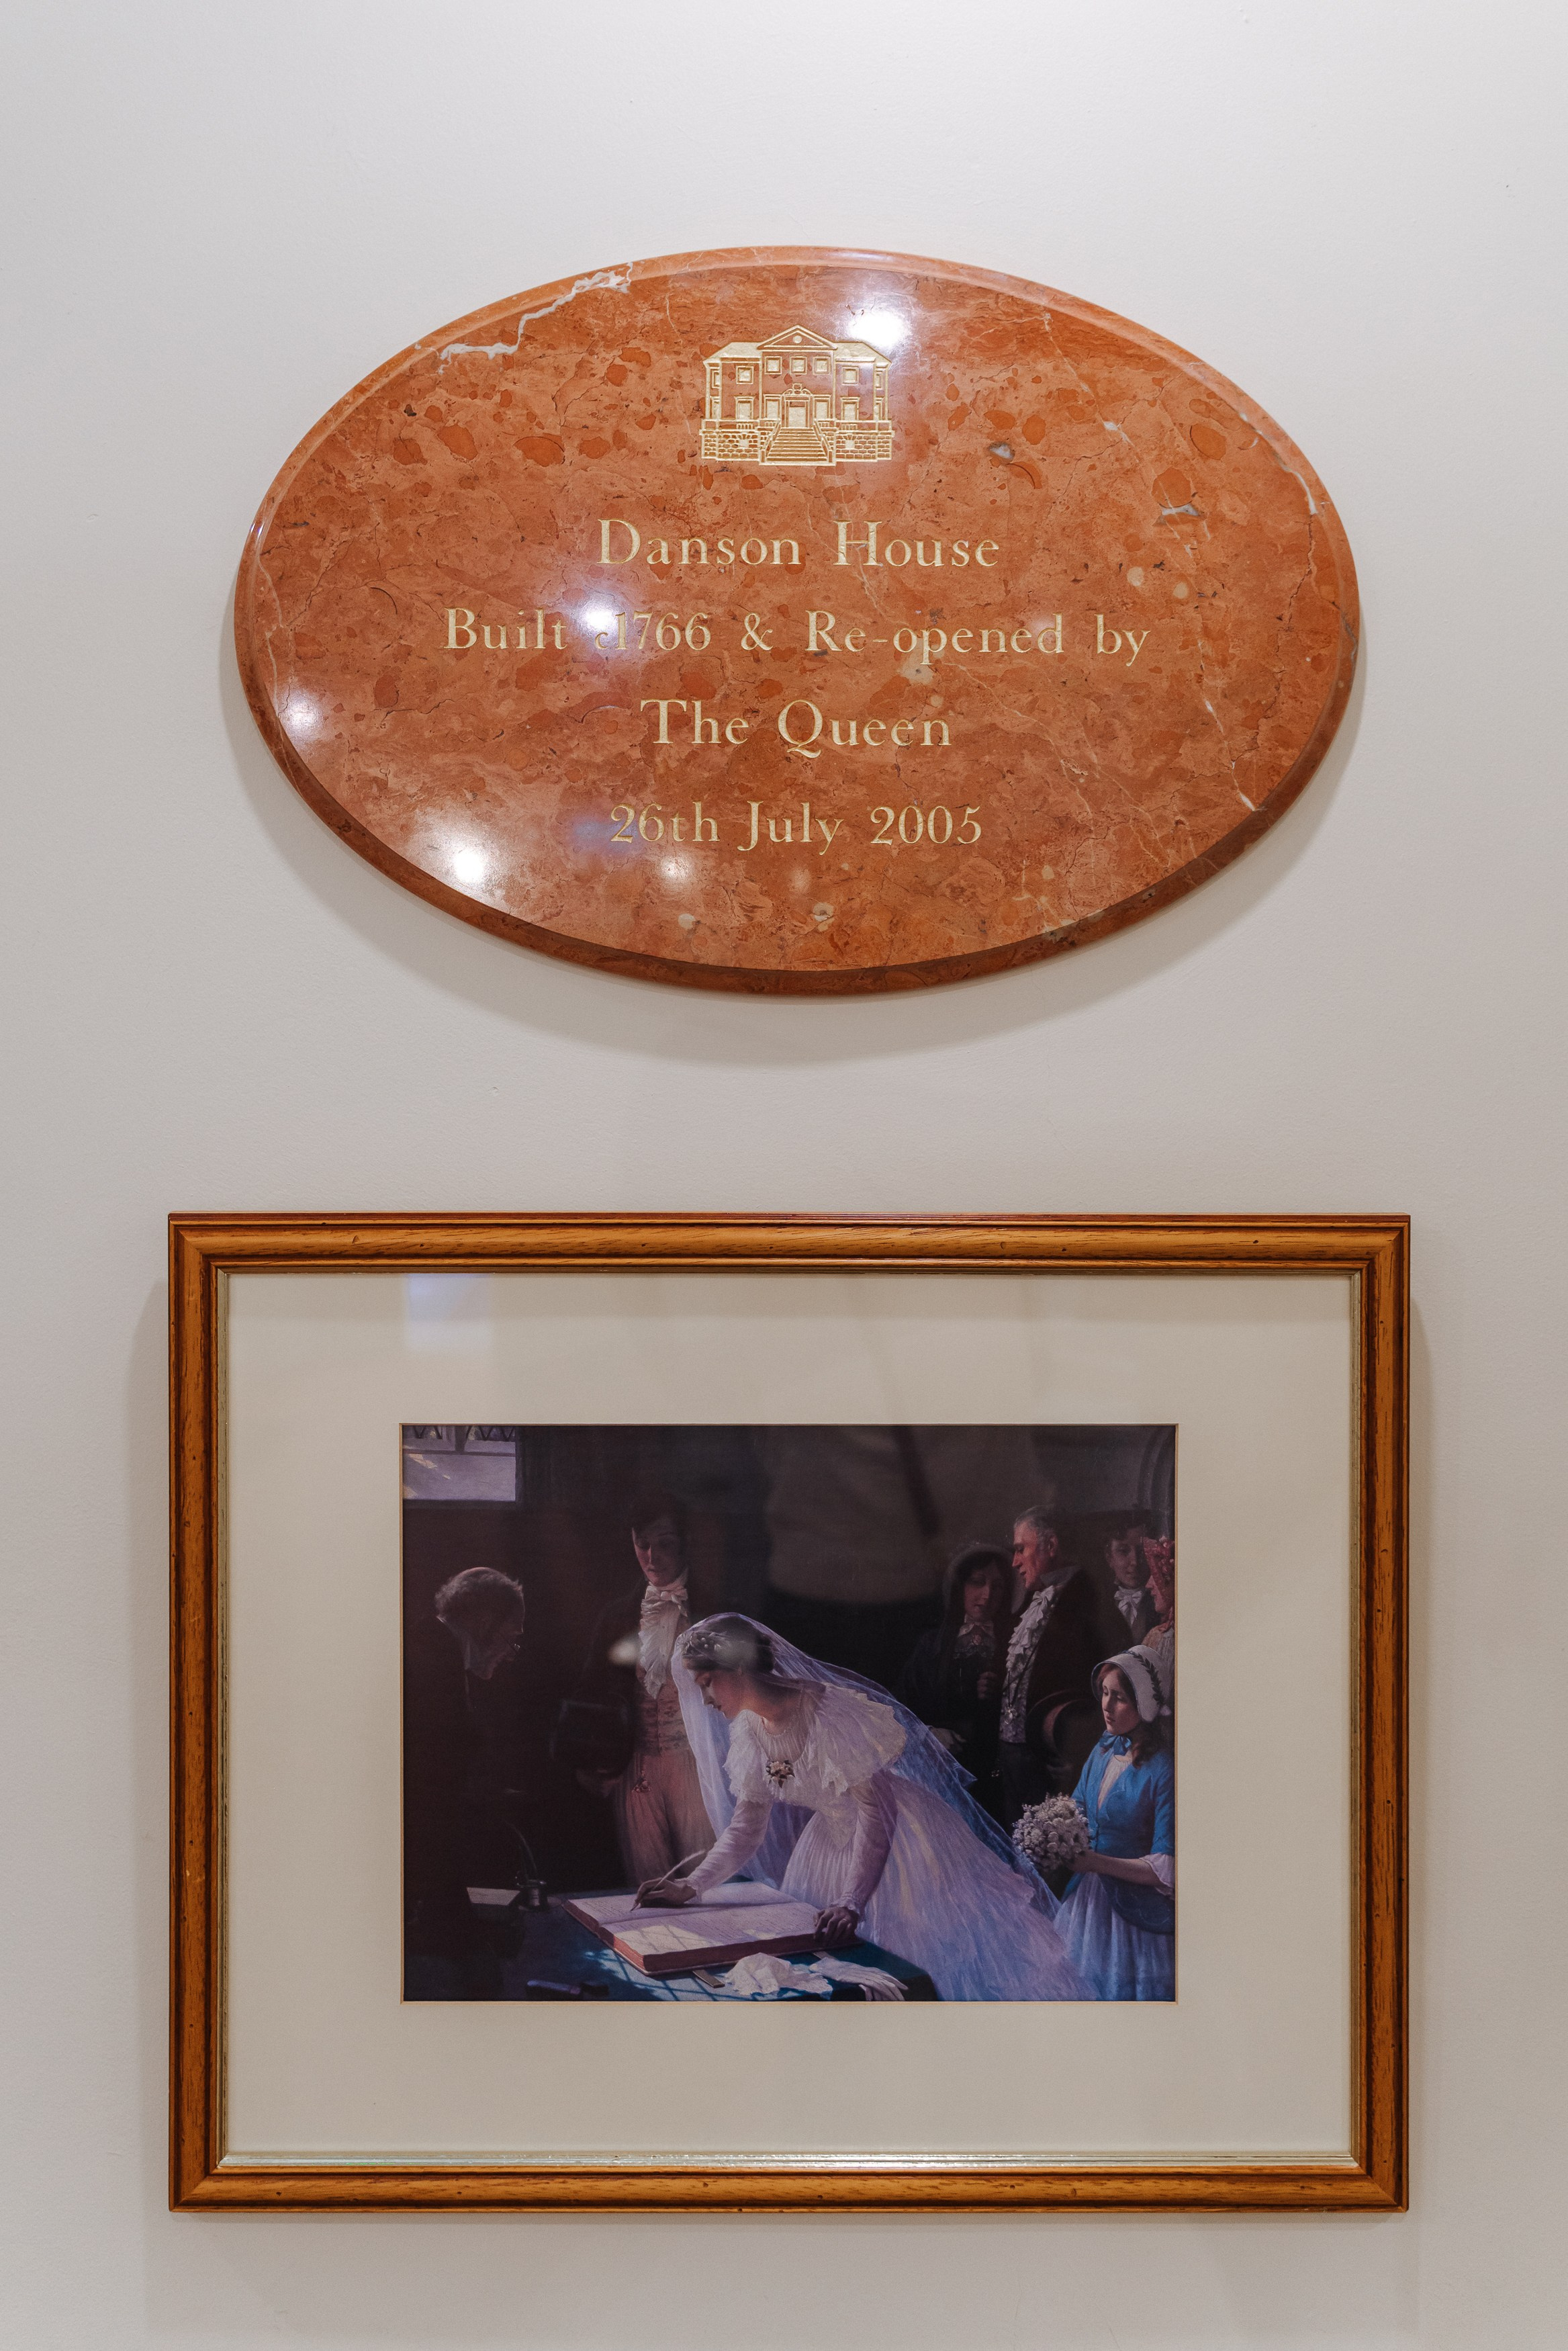 Danson House
Built c1766 & Re-opened by
The Queen
26th July 2005